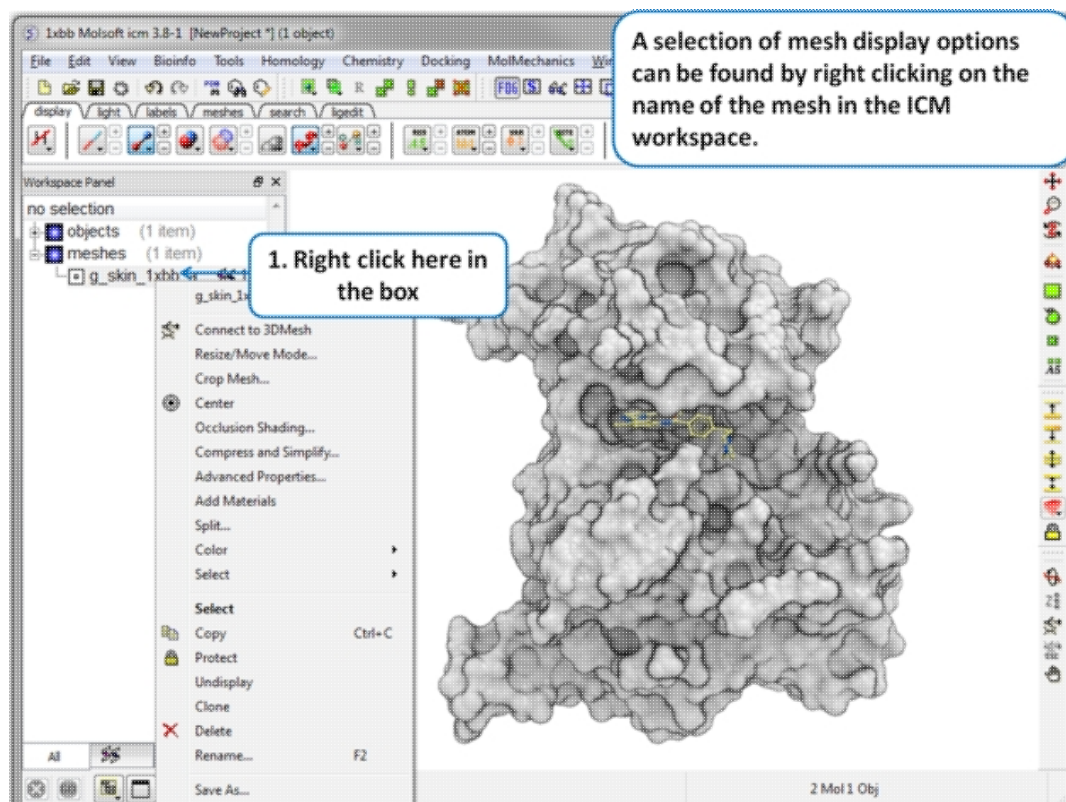 1xbb Molsoft icm 3.8-1 [NewProject *] (1 object)
File Edit View Bioinfo Tools Homology Chemistry Docking MolMechanics
display light labels meshes search ligedit
A selection of mesh display options
can be found by right clicking on the
name of the mesh in the ICM
workspace.
Workspace Panel
no selection
objects (1 item)
meshes (1 item)
g_skin_1xbb
1. Right click here in
the box
g_skin_1x
Connect to 3DMesh
Resize/Move Mode...
Crop Mesh...
Center
Occlusion Shading...
Compress and Simplify...
Advanced Properties...
Add Materials
Split...
Color
Select
Select
Copy Ctrl+C
Protect
Undisplay
Clone
Delete
Rename... F2
Save As...
All
2 Mol 1 Obj